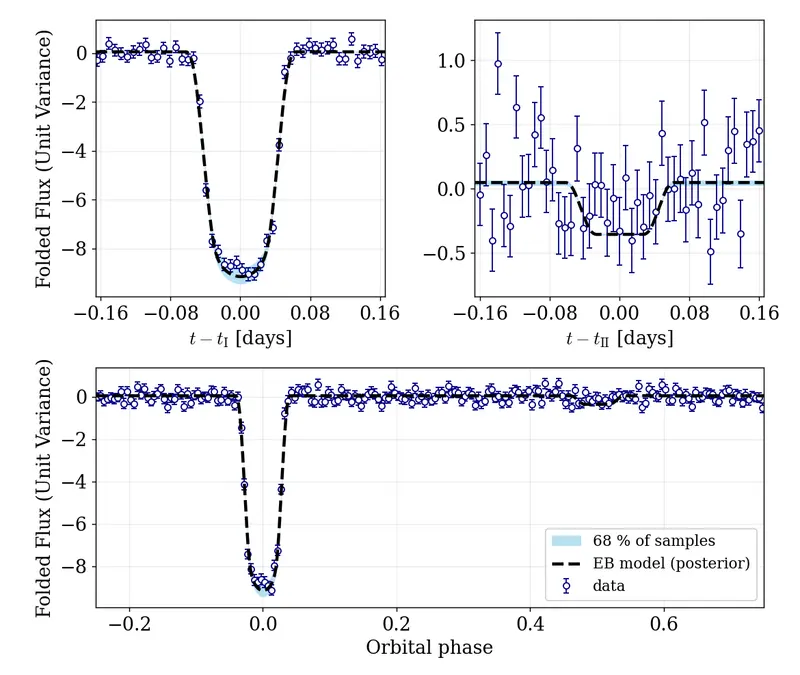 Folded Flux (Unit Variance)
0
−2
−4
−6
−8
−0.16 −0.08 0.00 0.08 0.16
t − tI [days]
1.0
0.5
0.0
−0.5
−0.16 −0.08 0.00 0.08 0.16
t − tII [days]
Folded Flux (Unit Variance)
0
−2
−4
−6
−8
68 % of samples
EB model (posterior)
data
−0.2 0.0 0.2 0.4 0.6
Orbital phase